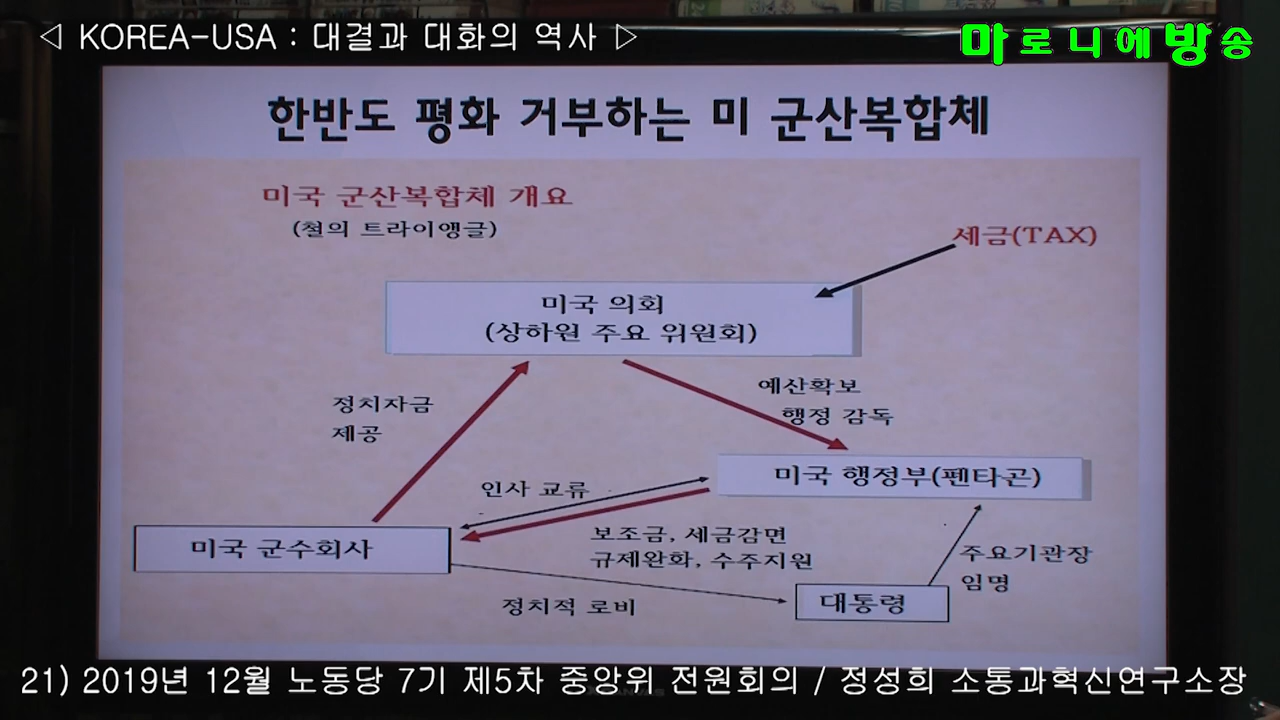 ◁ KOREA-USA : 대결과 대화의 역사 ▷
마로니에방송
한반도 평화 거부하는 미 군산복합체
미국 군산복합체 개요
(철의 트라이앵글)
세금(TAX)
미국 의회
(상하원 주요 위원회)
정치자금
제공
예산확보
행정 감독
미국 행정부(펜타곤)
인사 교류
보조금, 세금감면
규제완화, 수주지원
미국 군수회사
주요기관장
임명
정치적 로비
대통령
21) 2019년 12월 노동당 7기 제5차 중앙위 전원회의 / 정성희 소통과혁신연구소장